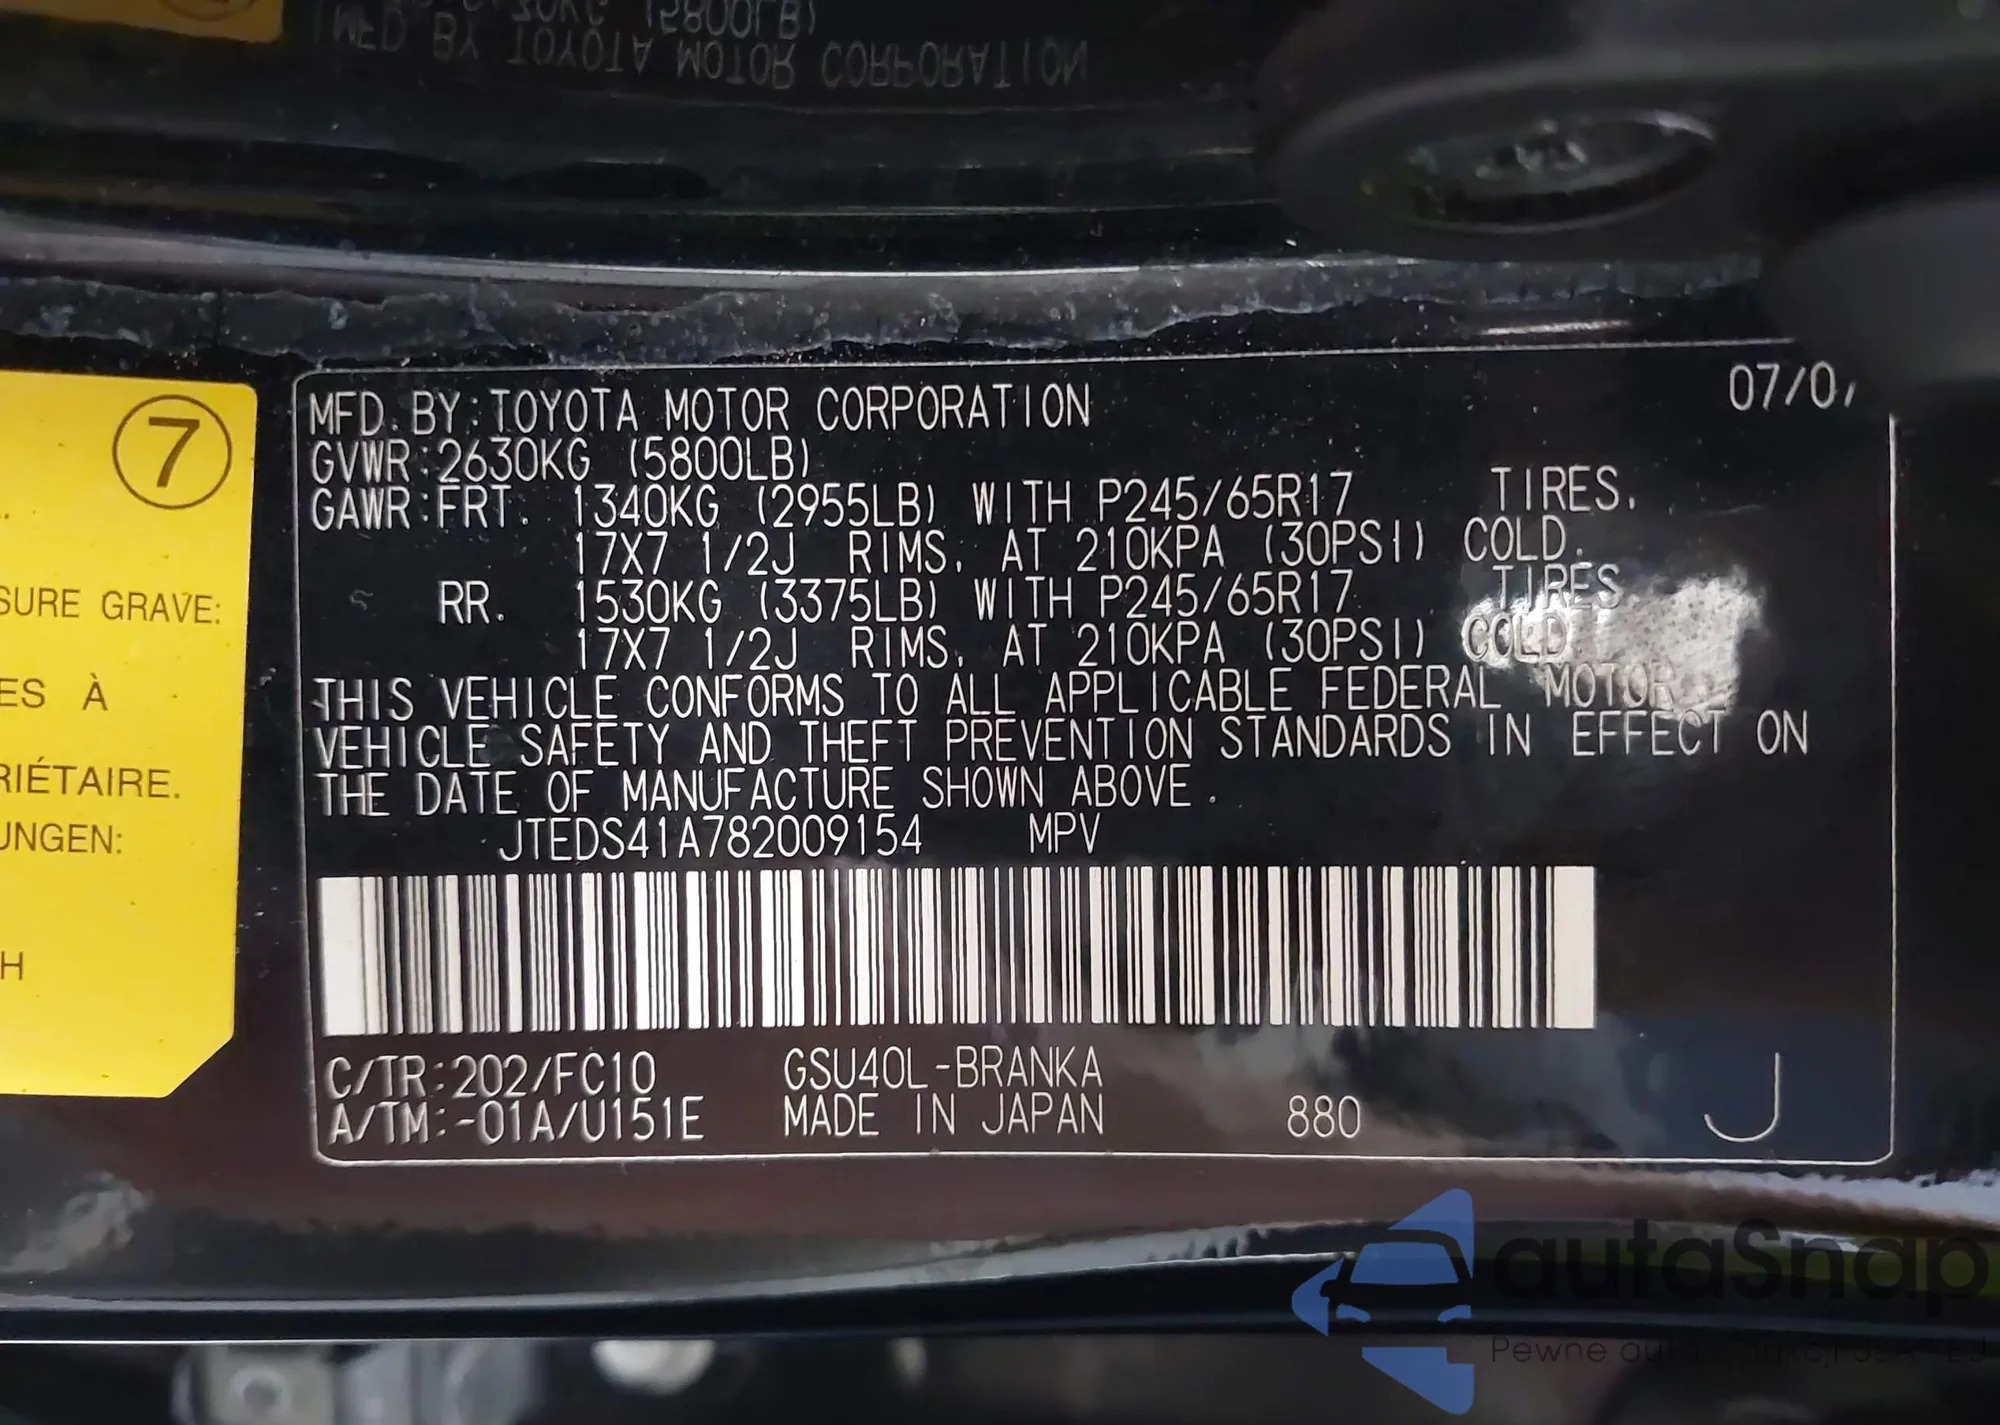 MFD. BY: TOYOTA MOTOR CORPORATION
07/0
GVWR: 2630KG (5800LB)
GAWR: FRT. 1340KG (2955LB) WITH P245/65R17 TIRES.
17X7 1/2J RIMS. AT 210KPA (30PSI) COLD.
RR. 1530KG (3375LB) WITH P245/65R17 TIRES
17X7 1/2J RIMS. AT 210KPA (30PSI) COLD.
THIS VEHICLE CONFORMS TO ALL APPLICABLE FEDERAL MOTOR
VEHICLE SAFETY AND THEFT PREVENTION STANDARDS IN EFFECT ON
THE DATE OF MANUFACTURE SHOWN ABOVE.
JTEDS41A782009154 MPV
C/TR: 202/FC10 GSU40L-BRANKA
A/TM: -01A/U151E MADE IN JAPAN 880 J
7
SURE GRAVE:
ES À
RIÉTAIRE.
UNGEN:
H
(5800LB)
MFD BY TOYOTA MOTOR CORPORATION
autaSnap
Pewne